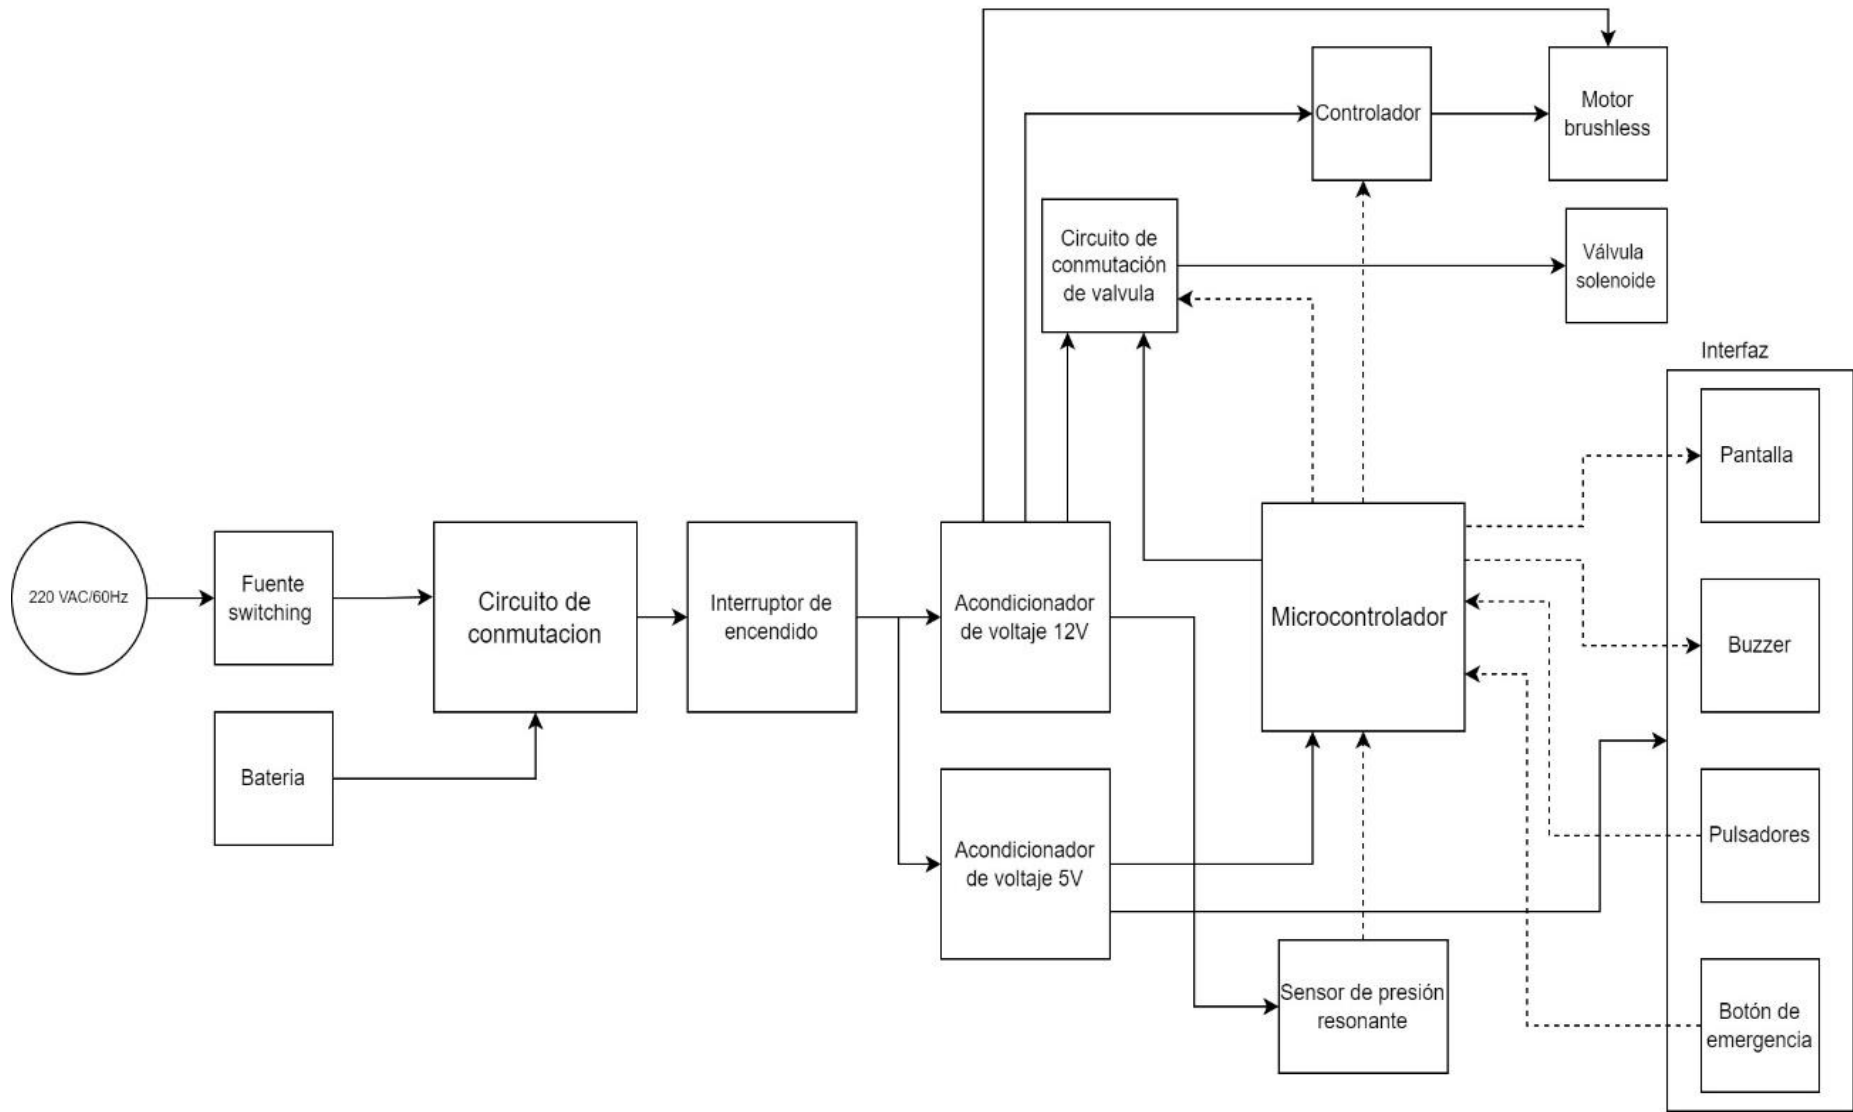 Controlador
Motor
brushless
Circuito de
conmutación
de valvula
Válvula
solenoide
Interfaz
Pantalla
220 VAC/60Hz
Fuente
switching
Circuito de
conmutacion
Interruptor de
encendido
Acondicionador
de voltaje 12V
Microcontrolador
Buzzer
Bateria
Acondicionador
de voltaje 5V
Pulsadores
Sensor de presión
resonante
Botón de
emergencia